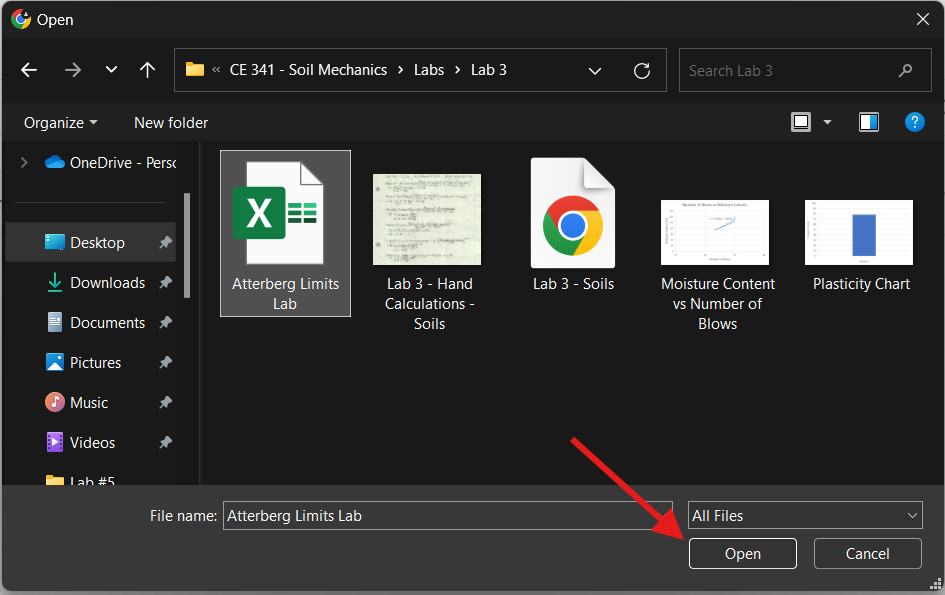 Open
« CE 341 - Soil Mechanics > Labs > Lab 3
Search Lab 3
Organize
New folder
?
OneDrive - Perso
Desktop
Downloads
Documents
Pictures
Music
Videos
Lab #5
X
Atterberg Limits
Lab
Lab 3 - Hand
Calculations -
Soils
Lab 3 - Soils
Moisture Content
vs Number of
Blows
Plasticity Chart
File name: Atterberg Limits Lab
All Files
Open
Cancel